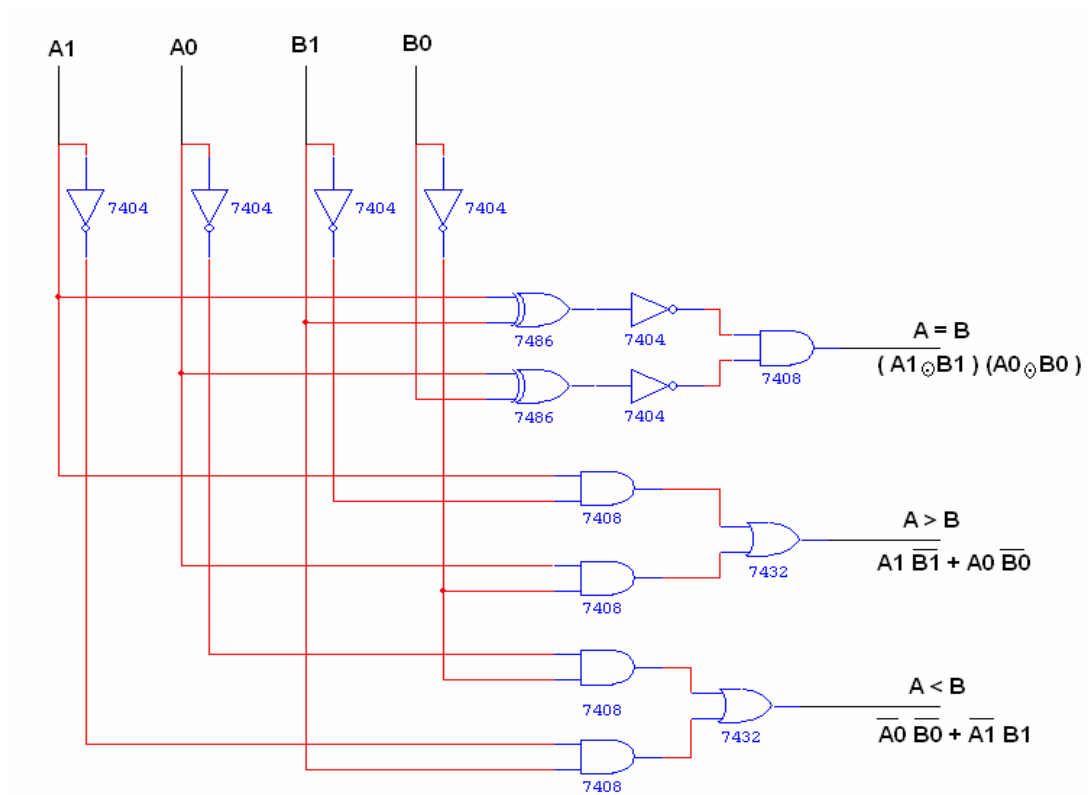 A1 A0 B1 B0
7404 7404 7404 7404
7486 7404
7408
A = B
( A1⊙B1 ) (A0⊙B0 )
7486 7404
7408
7432
A > B
A1 B̅1̅ + A0 B̅0̅
7408
7408
7432
A < B
A̅0̅ B̅0̅ + A̅1̅ B1
7408